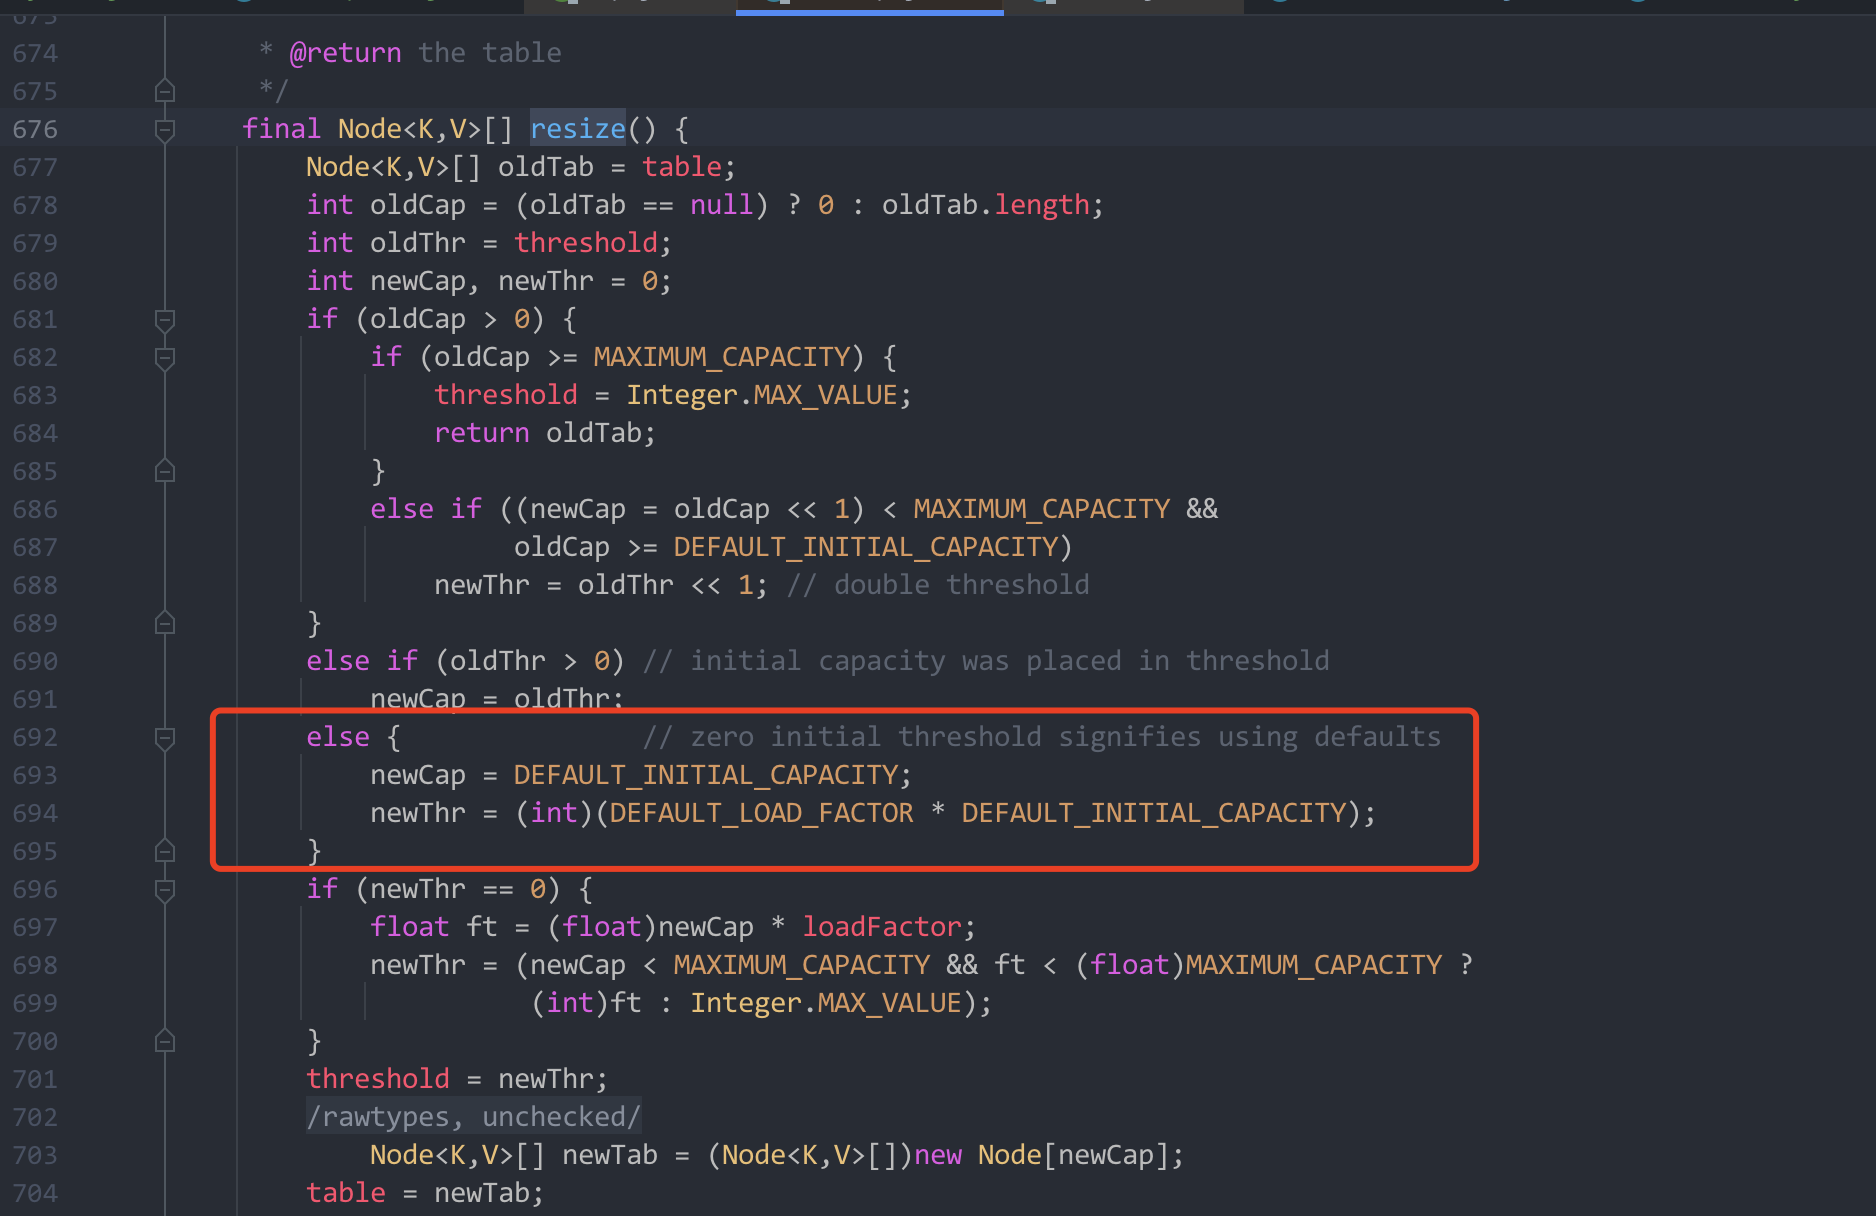 674 * @return the table
675 */
676 final Node<K,V>[] resize() {
677 Node<K,V>[] oldTab = table;
678 int oldCap = (oldTab == null) ? 0 : oldTab.length;
679 int oldThr = threshold;
680 int newCap, newThr = 0;
681 if (oldCap > 0) {
682 if (oldCap >= MAXIMUM_CAPACITY) {
683 threshold = Integer.MAX_VALUE;
684 return oldTab;
685 }
686 else if ((newCap = oldCap << 1) < MAXIMUM_CAPACITY &&
687 oldCap >= DEFAULT_INITIAL_CAPACITY)
688 newThr = oldThr << 1; // double threshold
689 }
690 else if (oldThr > 0) // initial capacity was placed in threshold
691 newCap = oldThr;
692 else { // zero initial threshold signifies using defaults
693 newCap = DEFAULT_INITIAL_CAPACITY;
694 newThr = (int)(DEFAULT_LOAD_FACTOR * DEFAULT_INITIAL_CAPACITY);
695 }
696 if (newThr == 0) {
697 float ft = (float)newCap * loadFactor;
698 newThr = (newCap < MAXIMUM_CAPACITY && ft < (float)MAXIMUM_CAPACITY ?
699 (int)ft : Integer.MAX_VALUE);
700 }
701 threshold = newThr;
702 /rawtypes, unchecked/
703 Node<K,V>[] newTab = (Node<K,V>[])new Node[newCap];
704 table = newTab;